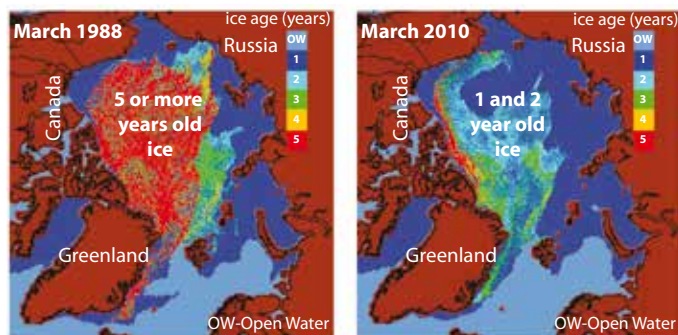 March 1988
ice age (years)
Russia
OW
1
2
3
4
5
Canada
5 or more
years old
ice
Greenland
OW-Open Water
March 2010
ice age (years)
Russia
OW
1
2
3
4
5
Canada
1 and 2
year old
ice
Greenland
OW-Open Water